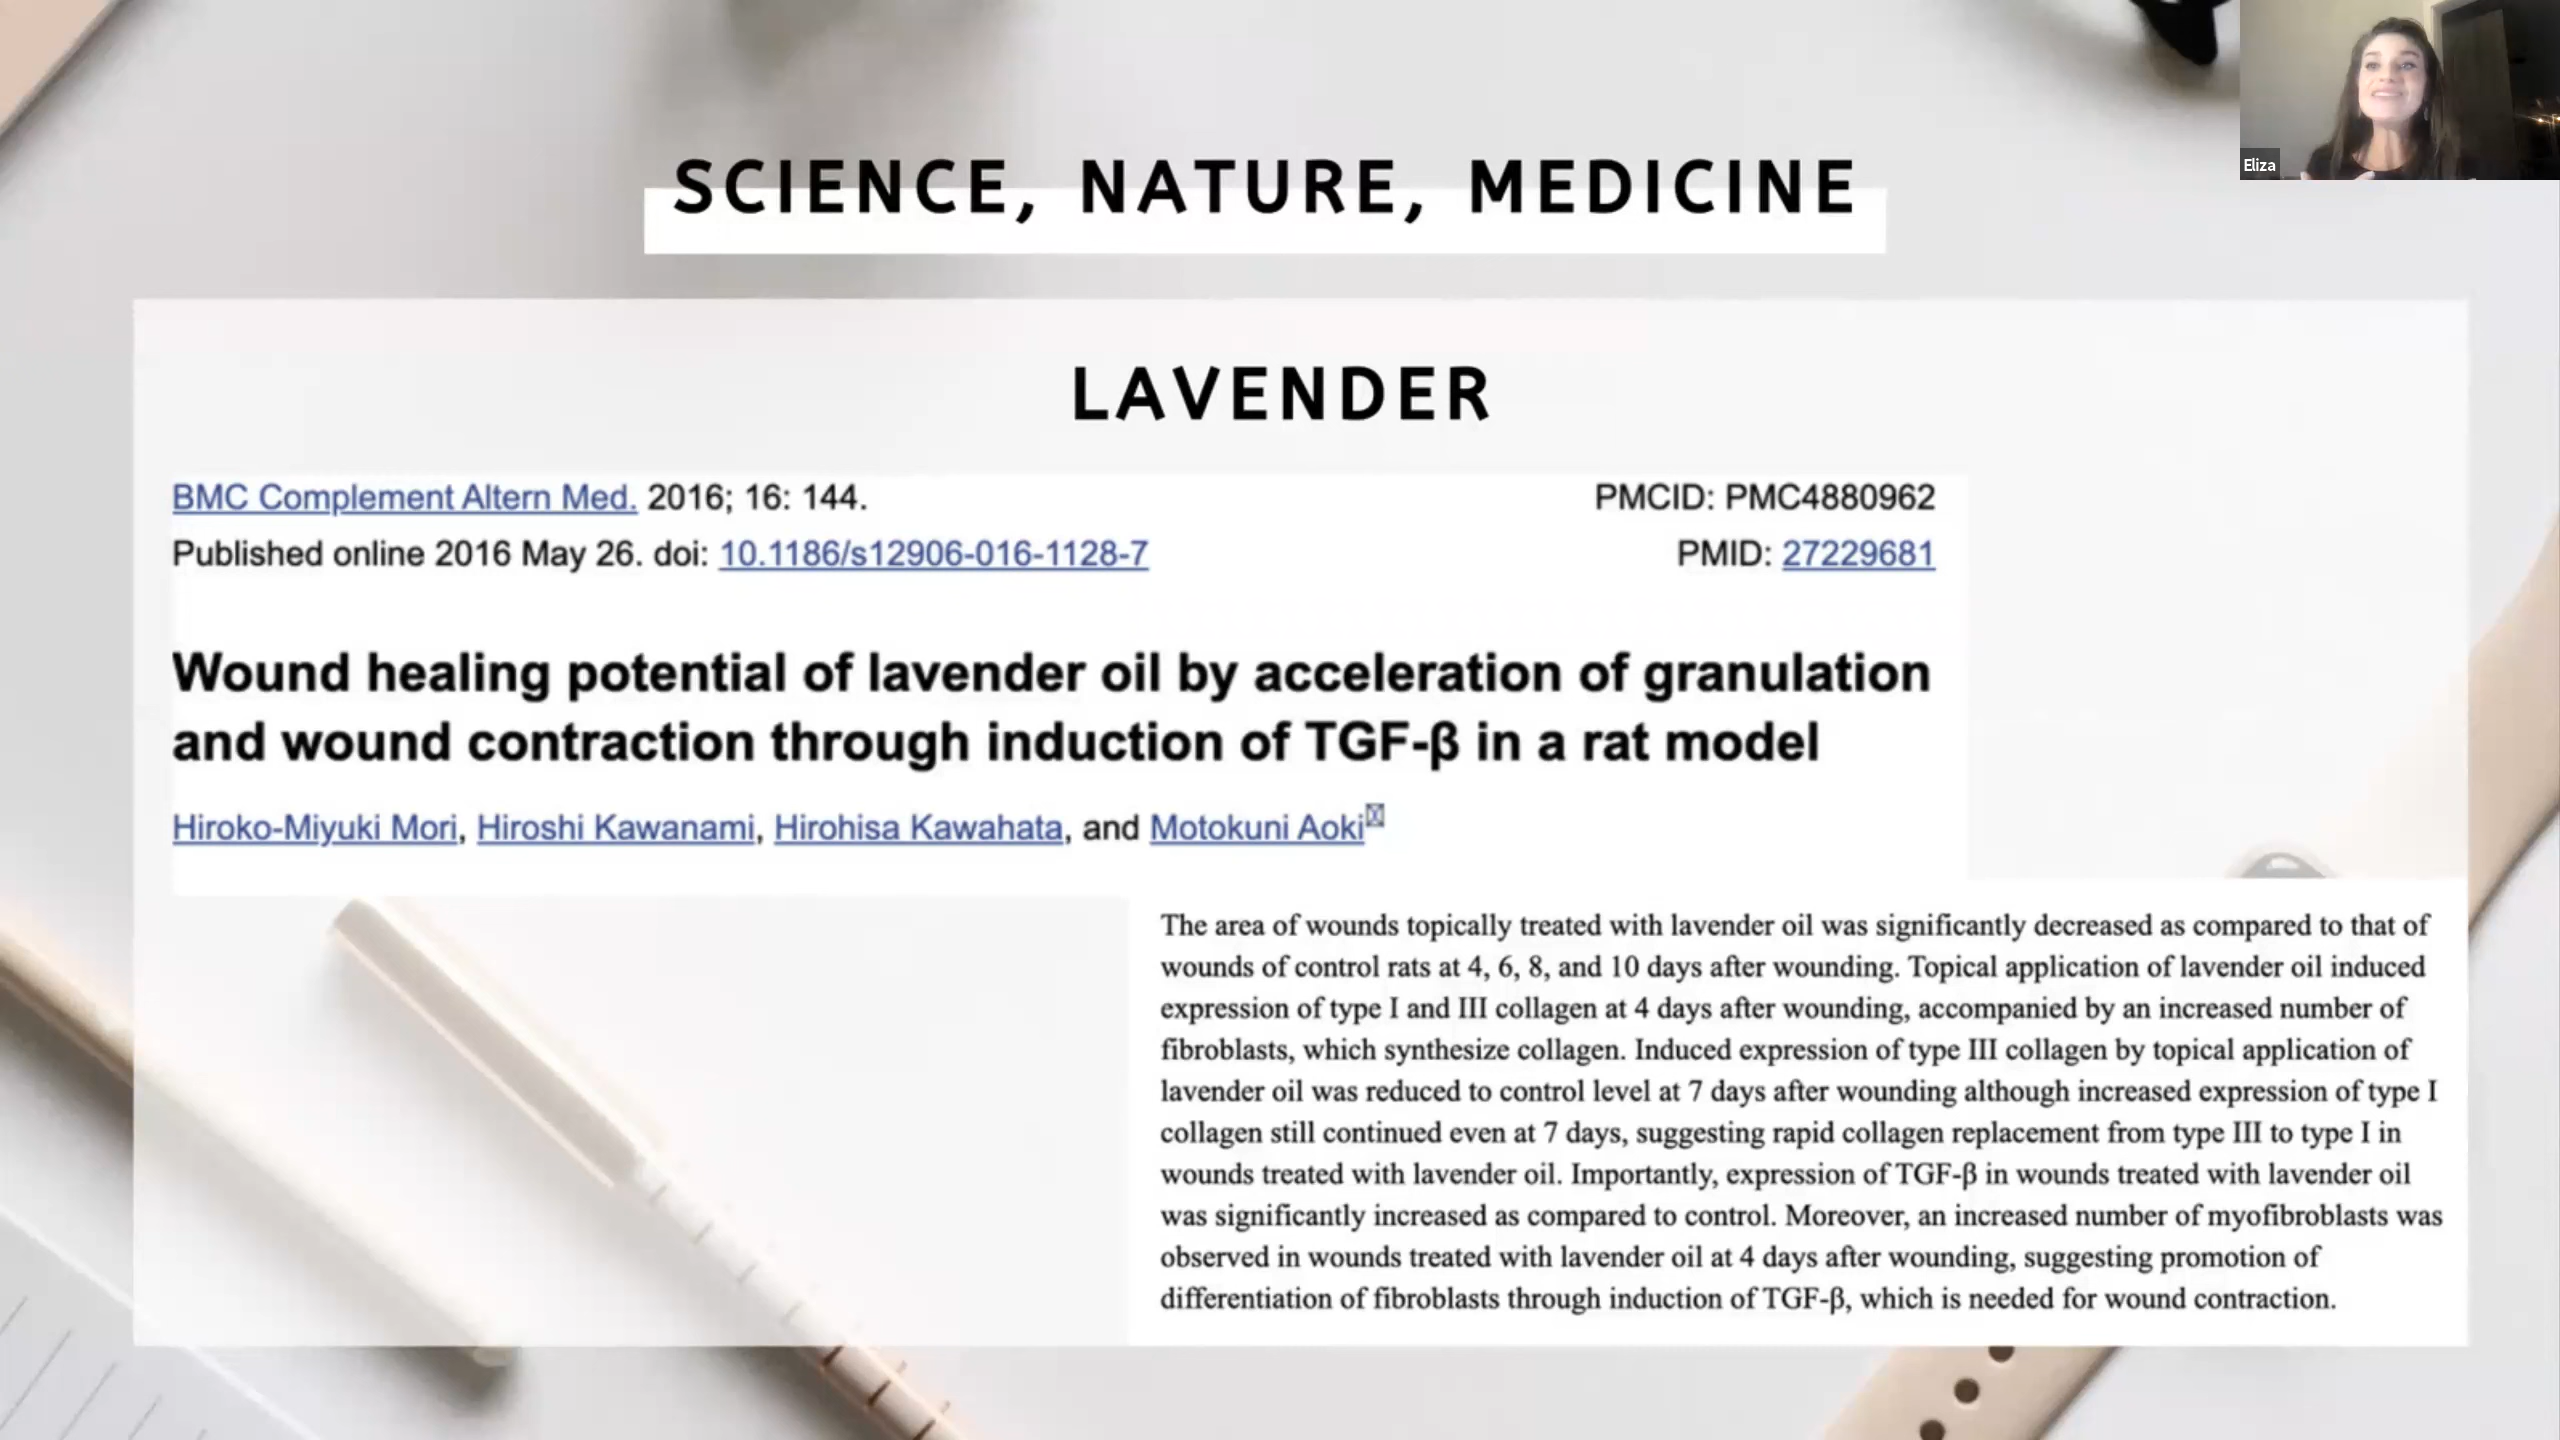 Eliza
SCIENCE, NATURE, MEDICINE
LAVENDER
BMC Complement Altern Med. 2016; 16: 144.
PMCID: PMC4880962
Published online 2016 May 26. doi: 10.1186/s12906-016-1128-7
PMID: 27229681
Wound healing potential of lavender oil by acceleration of granulation
and wound contraction through induction of TGF-β in a rat model
Hiroko-Miyuki Mori, Hiroshi Kawanami, Hirohisa Kawahata, and Motokuni Aoki
The area of wounds topically treated with lavender oil was significantly decreased as compared to that of
wounds of control rats at 4, 6, 8, and 10 days after wounding. Topical application of lavender oil induced
expression of type I and III collagen at 4 days after wounding, accompanied by an increased number of
fibroblasts, which synthesize collagen. Induced expression of type III collagen by topical application of
lavender oil was reduced to control level at 7 days after wounding although increased expression of type I
collagen still continued even at 7 days, suggesting rapid collagen replacement from type III to type I in
wounds treated with lavender oil. Importantly, expression of TGF-β in wounds treated with lavender oil
was significantly increased as compared to control. Moreover, an increased number of myofibroblasts was
observed in wounds treated with lavender oil at 4 days after wounding, suggesting promotion of
differentiation of fibroblasts through induction of TGF-β, which is needed for wound contraction.